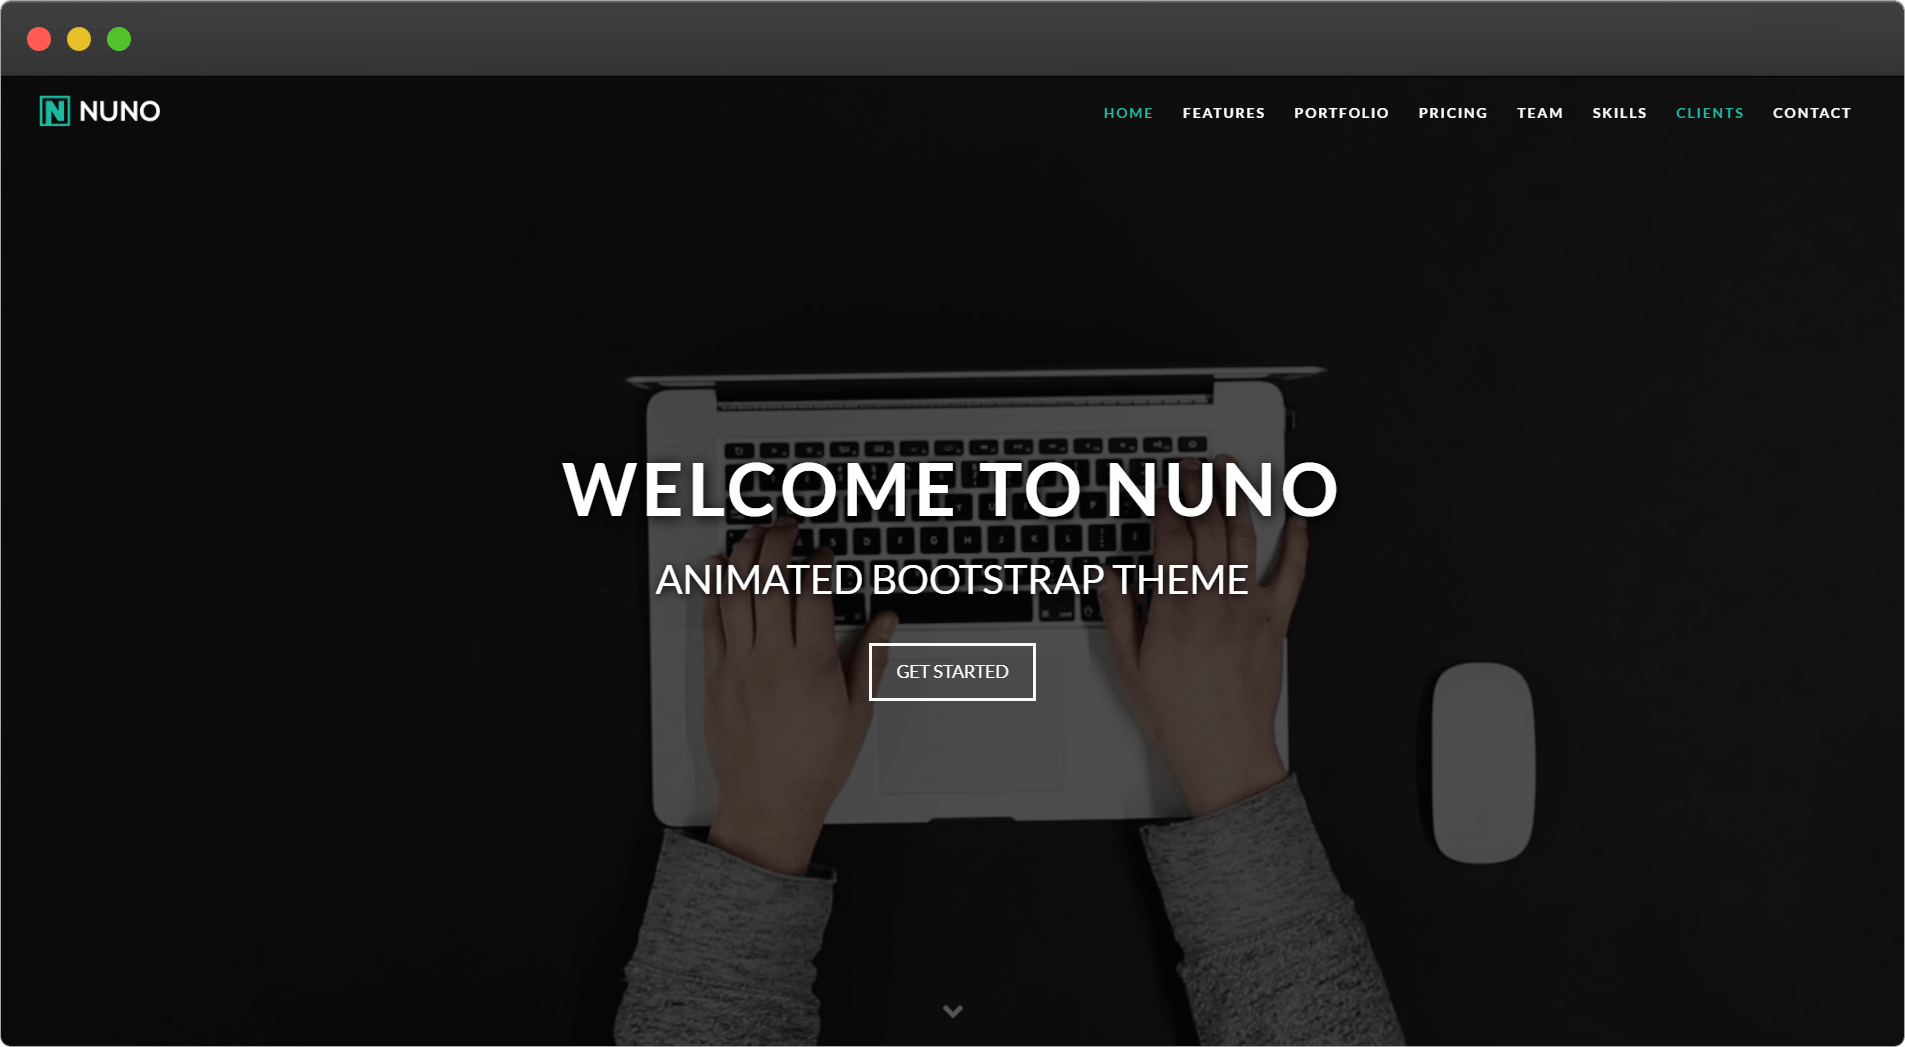 NUNO
HOME FEATURES PORTFOLIO PRICING TEAM SKILLS CLIENTS CONTACT
WELCOME TO NUNO
ANIMATED BOOTSTRAP THEME
GET STARTED